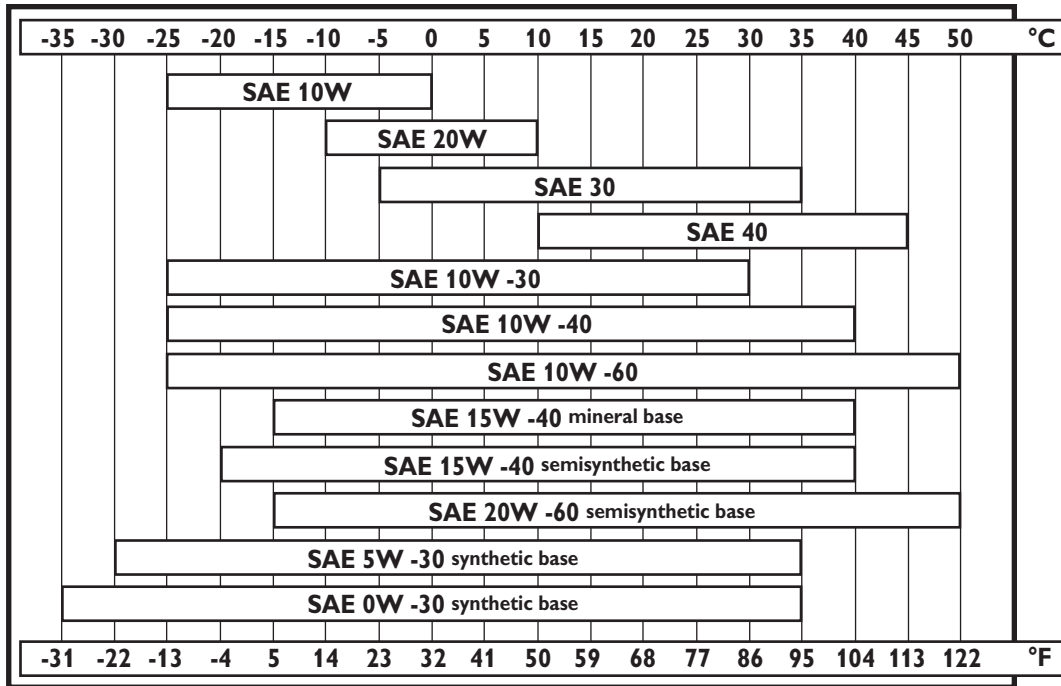 -35 -30 -25 -20 -15 -10 -5 0 5 10 15 20 25 30 35 40 45 50 °C
SAE 10W
SAE 20W
SAE 30
SAE 40
SAE 10W -30
SAE 10W -40
SAE 10W -60
SAE 15W -40 mineral base
SAE 15W -40 semisynthetic base
SAE 20W -60 semisynthetic base
SAE 5W -30 synthetic base
SAE 0W -30 synthetic base
-31 -22 -13 -4 5 14 23 32 41 50 59 68 77 86 95 104 113 122 °F